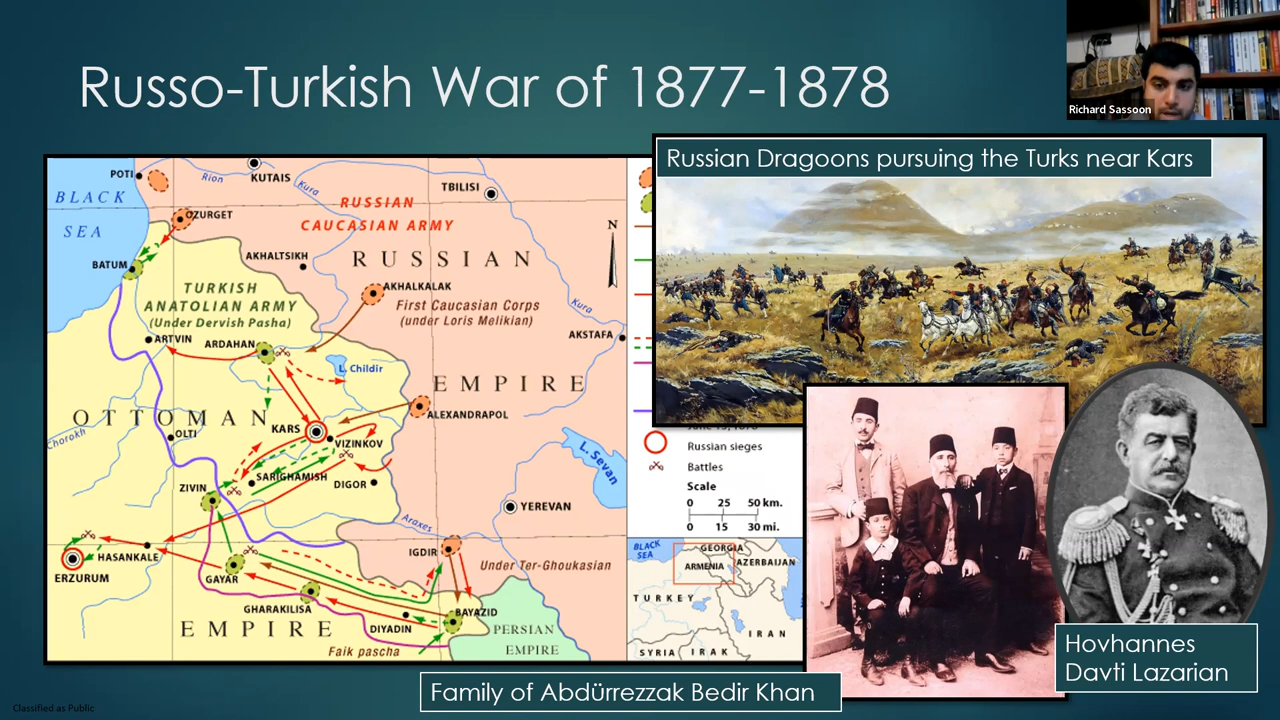 Russo-Turkish War of 1877-1878
Richard Sassoon
Russian Dragoons pursuing the Turks near Kars
POTI
Rion
KUTAIS
Kura
TBILISI
BLACK
SEA
OZURGET
RUSSIAN
CAUCASIAN ARMY
N
BATUM
AKHALTSIKH
RUSSIAN
TURKISH
ANATOLIAN ARMY
(Under Dervish Pasha)
AKHALKALAK
First Caucasian Corps
(under Loris Melikian)
Kura
AKSTAFA
ARTVIN
ARDAHAN
L. Childir
EMPIRE
OTTOMAN
ALEXANDRAPOL
Chorokh
OLTI
KARS
VIZINKOV
L. Sevan
SARIGHAMISH
DIGOR
ZIVIN
YEREVAN
Araxes
HASANKALE
IGDIR
ERZURUM
GAYAR
Under Ter-Ghoukasian
GHARAKILISA
BAYAZID
DIYADIN
EMPIRE
PERSIAN
EMPIRE
Faik pascha
Russian sieges
Battles
Scale
0 25 50 km.
0 15 30 mi.
BLACK
SEA
GEORGIA
ARMENIA
AZERBAIJAN
TURKEY
IRAN
SYRIA
IRAK
Family of Abdürrezzak Bedir Khan
Hovhannes
Davti Lazarian
Classified as Public